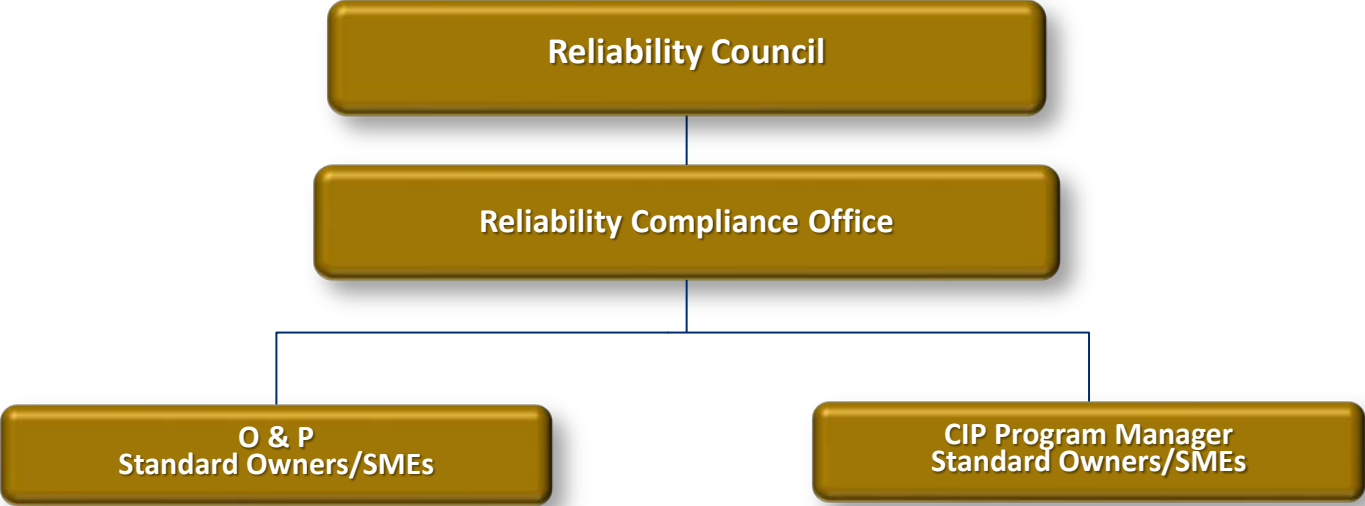 Reliability Council
Reliability Compliance Office
O & P
Standard Owners/SMEs
CIP Program Manager
Standard Owners/SMEs